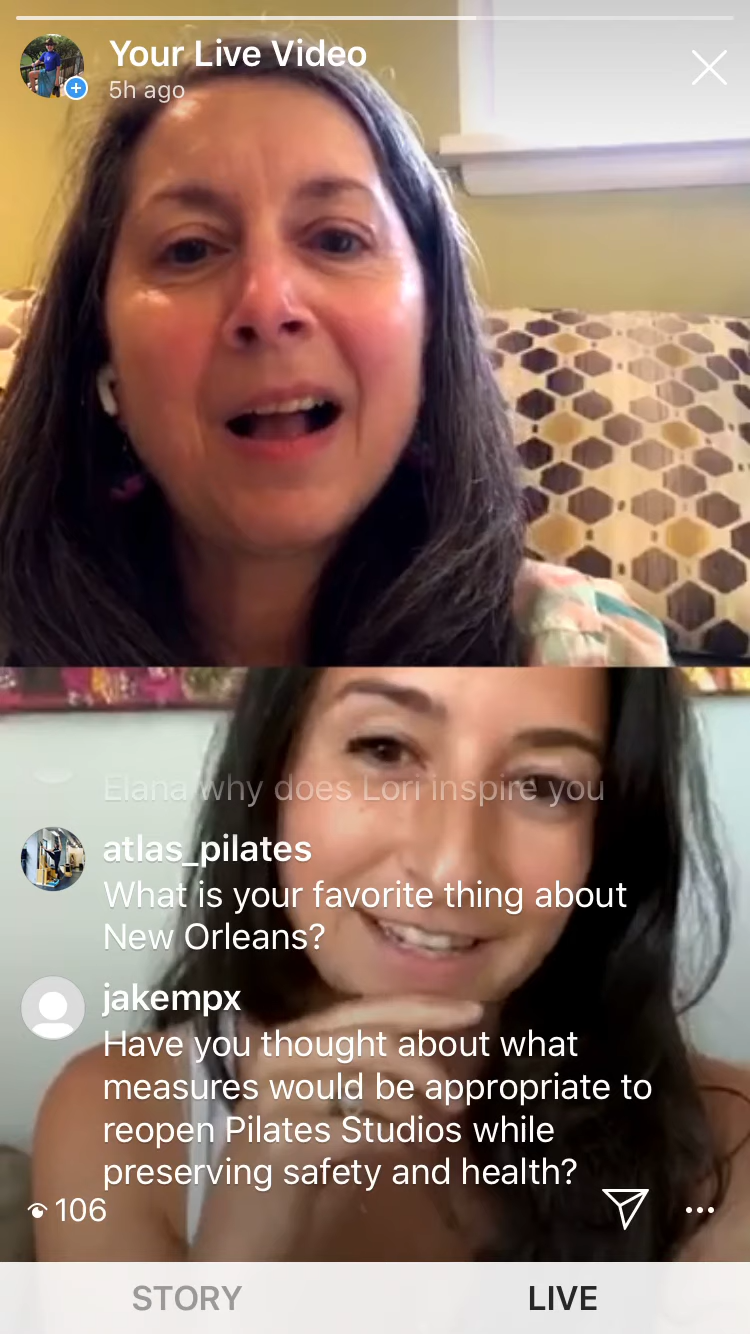 Your Live Video
5h ago
Elana why does Lori inspire you
atlas_pilates
What is your favorite thing about
New Orleans?
jakempx
Have you thought about what
measures would be appropriate to
reopen Pilates Studios while
preserving safety and health?
106
STORY
LIVE